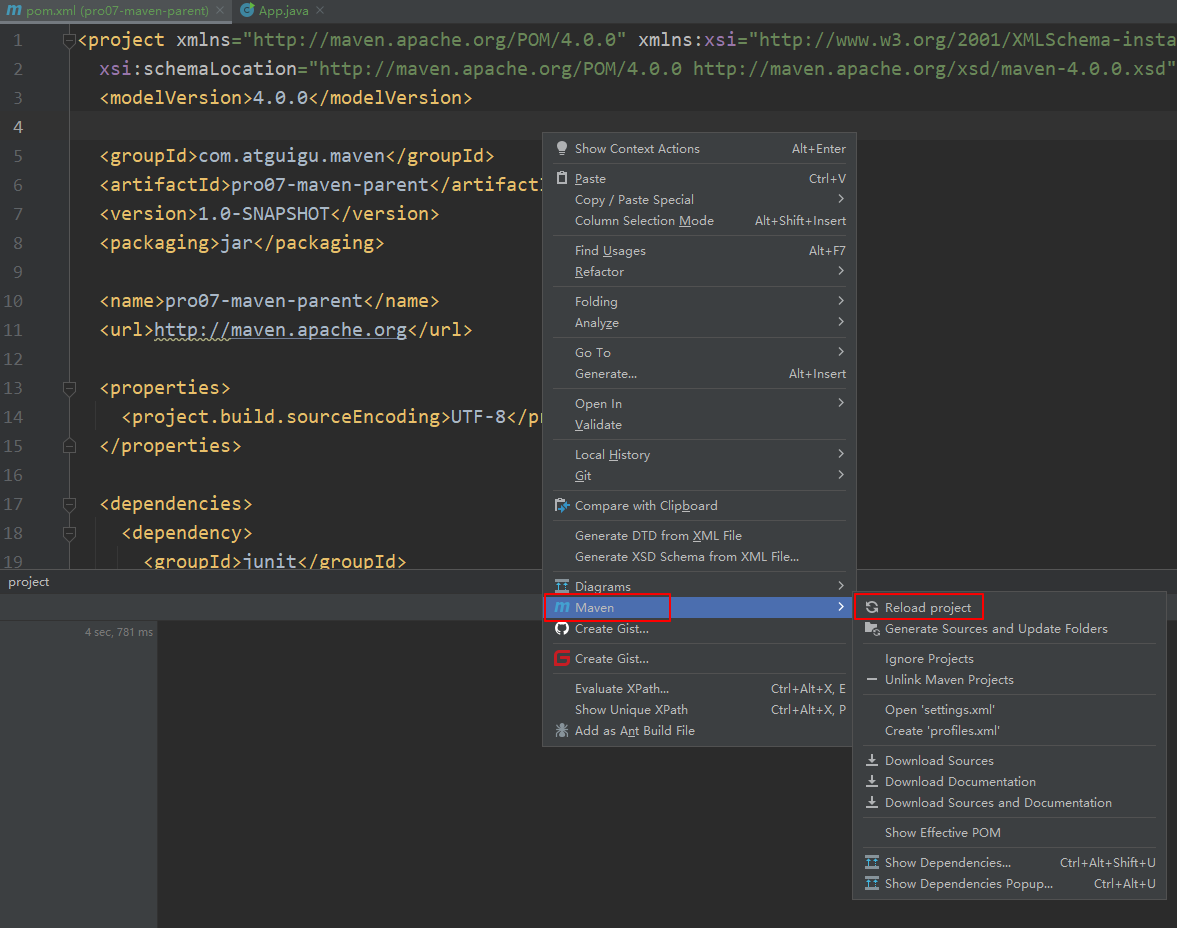 pom.xml (pro07-maven-parent) × App.java ×
1 <project xmlns="http://maven.apache.org/POM/4.0.0" xmlns:xsi="http://www.w3.org/2001/XMLSchema-insta
2 xsi:schemaLocation="http://maven.apache.org/POM/4.0.0 http://maven.apache.org/xsd/maven-4.0.0.xsd"
3 <modelVersion>4.0.0</modelVersion>
4
5 <groupId>com.atguigu.maven</groupId>
6 <artifactId>pro07-maven-parent</artifactI
7 <version>1.0-SNAPSHOT</version>
8 <packaging>jar</packaging>
9
10 <name>pro07-maven-parent</name>
11 <url>http://maven.apache.org</url>
12
13 <properties>
14 <project.build.sourceEncoding>UTF-8</pr
15 </properties>
16
17 <dependencies>
18 <dependency>
19 <groupId>junit</groupId>
project
4 sec, 781 ms
Show Context Actions Alt+Enter
Paste Ctrl+V
Copy / Paste Special
Column Selection Mode Alt+Shift+Insert
Find Usages Alt+F7
Refactor
Folding
Analyze
Go To
Generate... Alt+Insert
Open In
Validate
Local History
Git
Compare with Clipboard
Generate DTD from XML File
Generate XSD Schema from XML File...
Diagrams
Maven
Create Gist...
Create Gist...
Evaluate XPath... Ctrl+Alt+X, E
Show Unique XPath Ctrl+Alt+X, P
Add as Ant Build File
Reload project
Generate Sources and Update Folders
Ignore Projects
Unlink Maven Projects
Open 'settings.xml'
Create 'profiles.xml'
Download Sources
Download Documentation
Download Sources and Documentation
Show Effective POM
Show Dependencies... Ctrl+Alt+Shift+U
Show Dependencies Popup... Ctrl+Alt+U